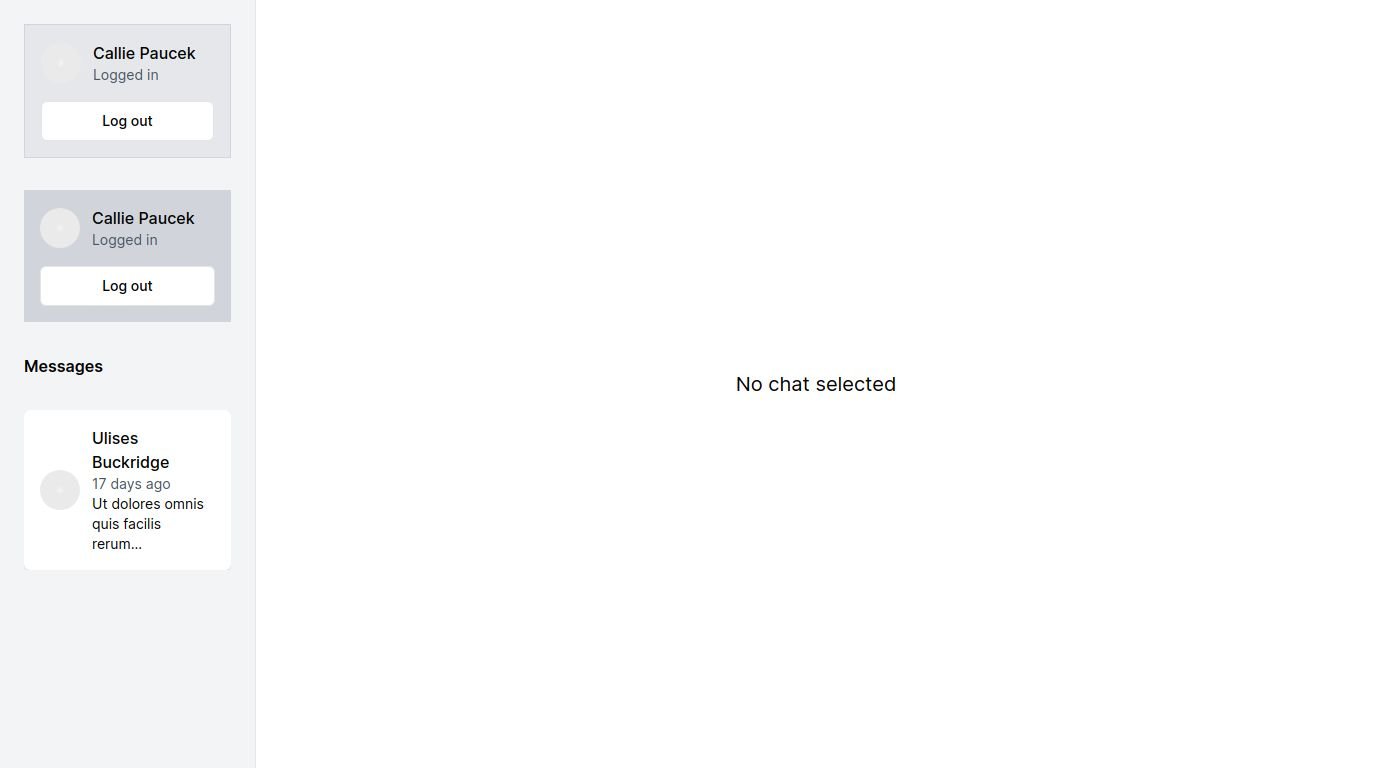 Callie Paucek
Logged in
Log out
Callie Paucek
Logged in
Log out
Messages
Ulises
Buckridge
17 days ago
Ut dolores omnis
quis facilis
rerum...
No chat selected